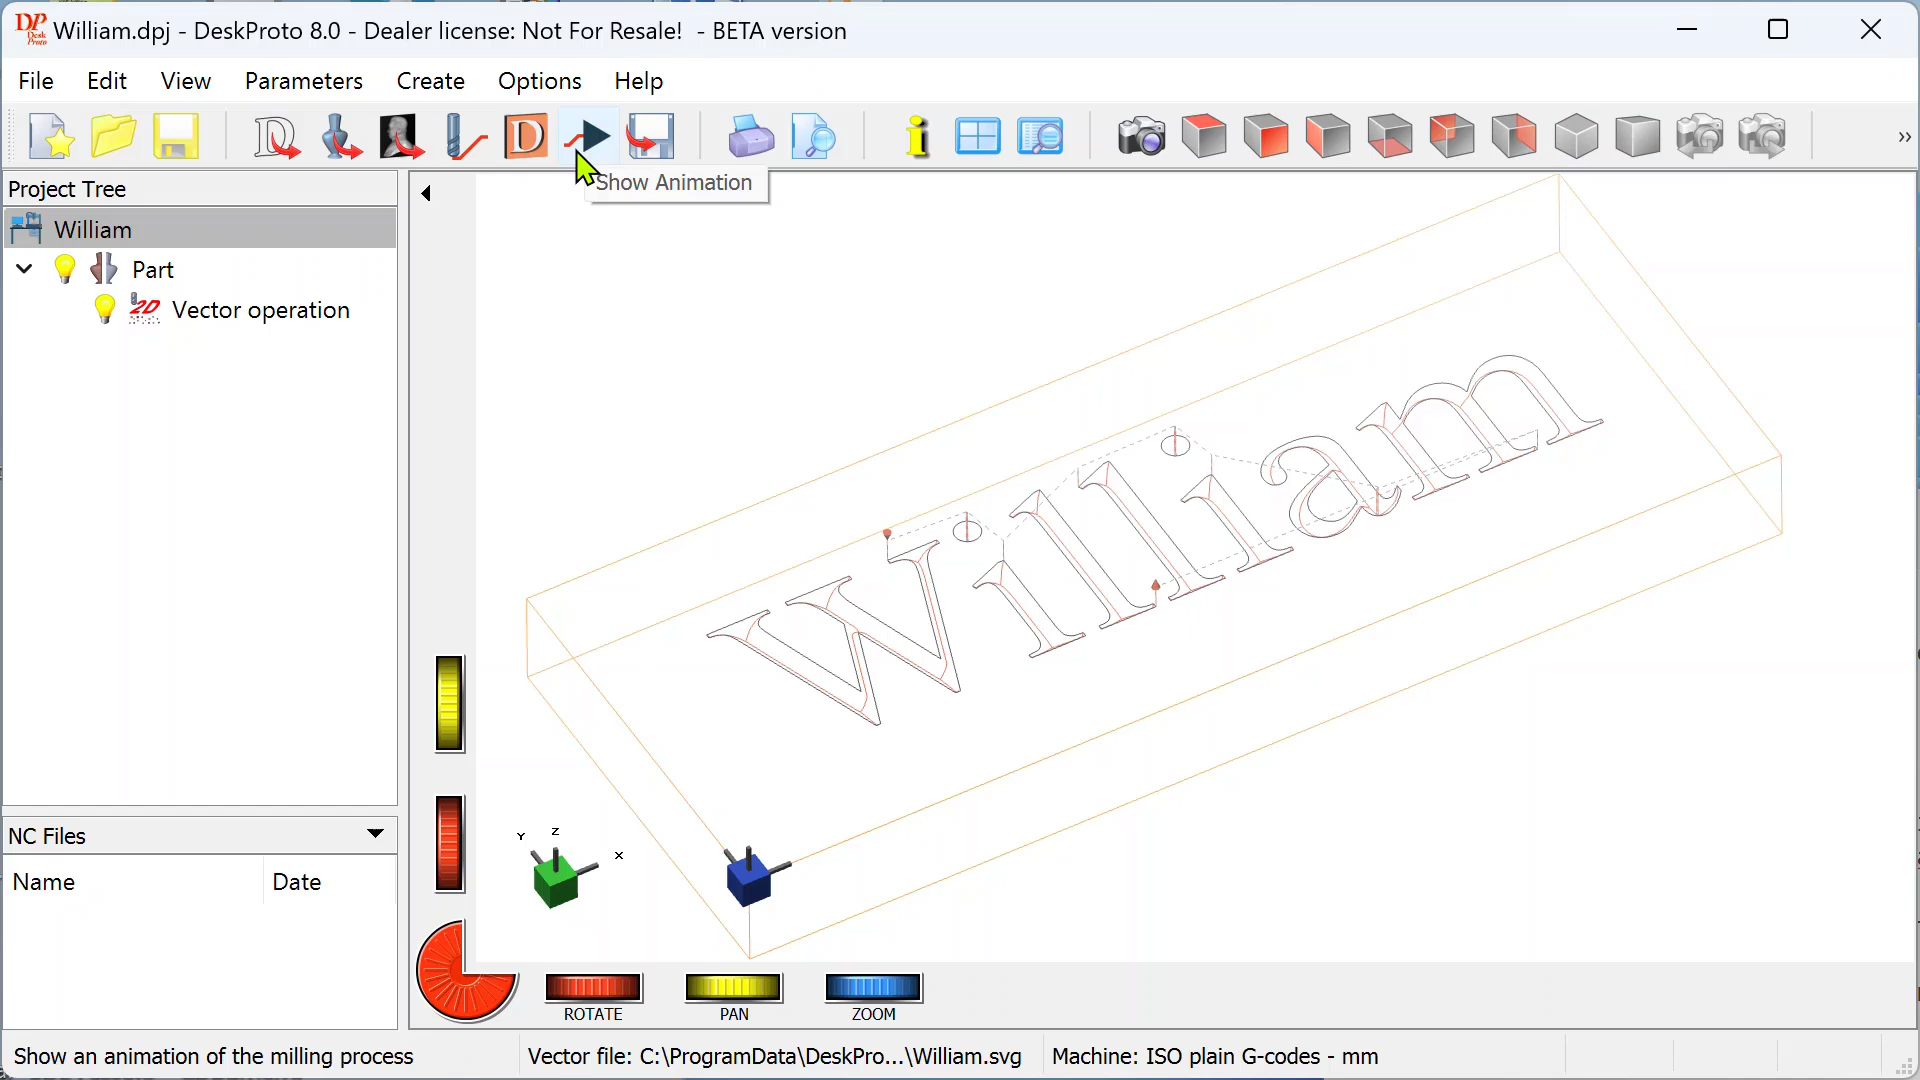 William.dpj - DeskProto 8.0 - Dealer license: Not For Resale!  - BETA version
File Edit View Parameters Create Options Help
Show Animation
Project Tree
William
Part
2D Vector operation
William
NC Files
Name Date
Y Z X
ROTATE PAN ZOOM
Show an animation of the milling process Vector file: C:\ProgramData\DeskPro...\William.svg Machine: ISO plain G-codes - mm